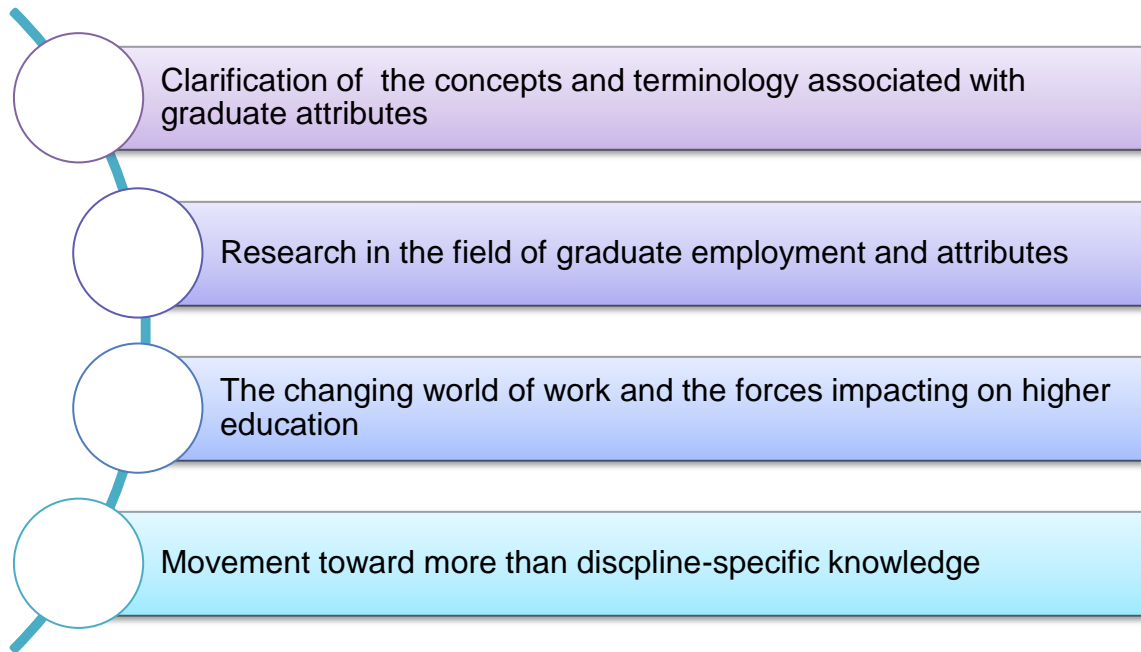 Clarification of  the concepts and terminology associated with
graduate attributes
Research in the field of graduate employment and attributes
The changing world of work and the forces impacting on higher
education
Movement toward more than discpline-specific knowledge